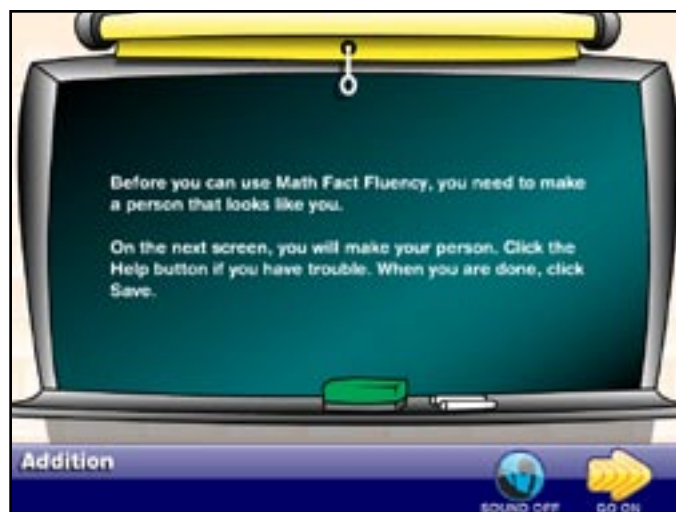 Before you can use Math Fact Fluency, you need to make
a person that looks like you.
On the next screen, you will make your person. Click the
Help button if you have trouble. When you are done, click
Save.
Addition
SOUND OFF
GO ON